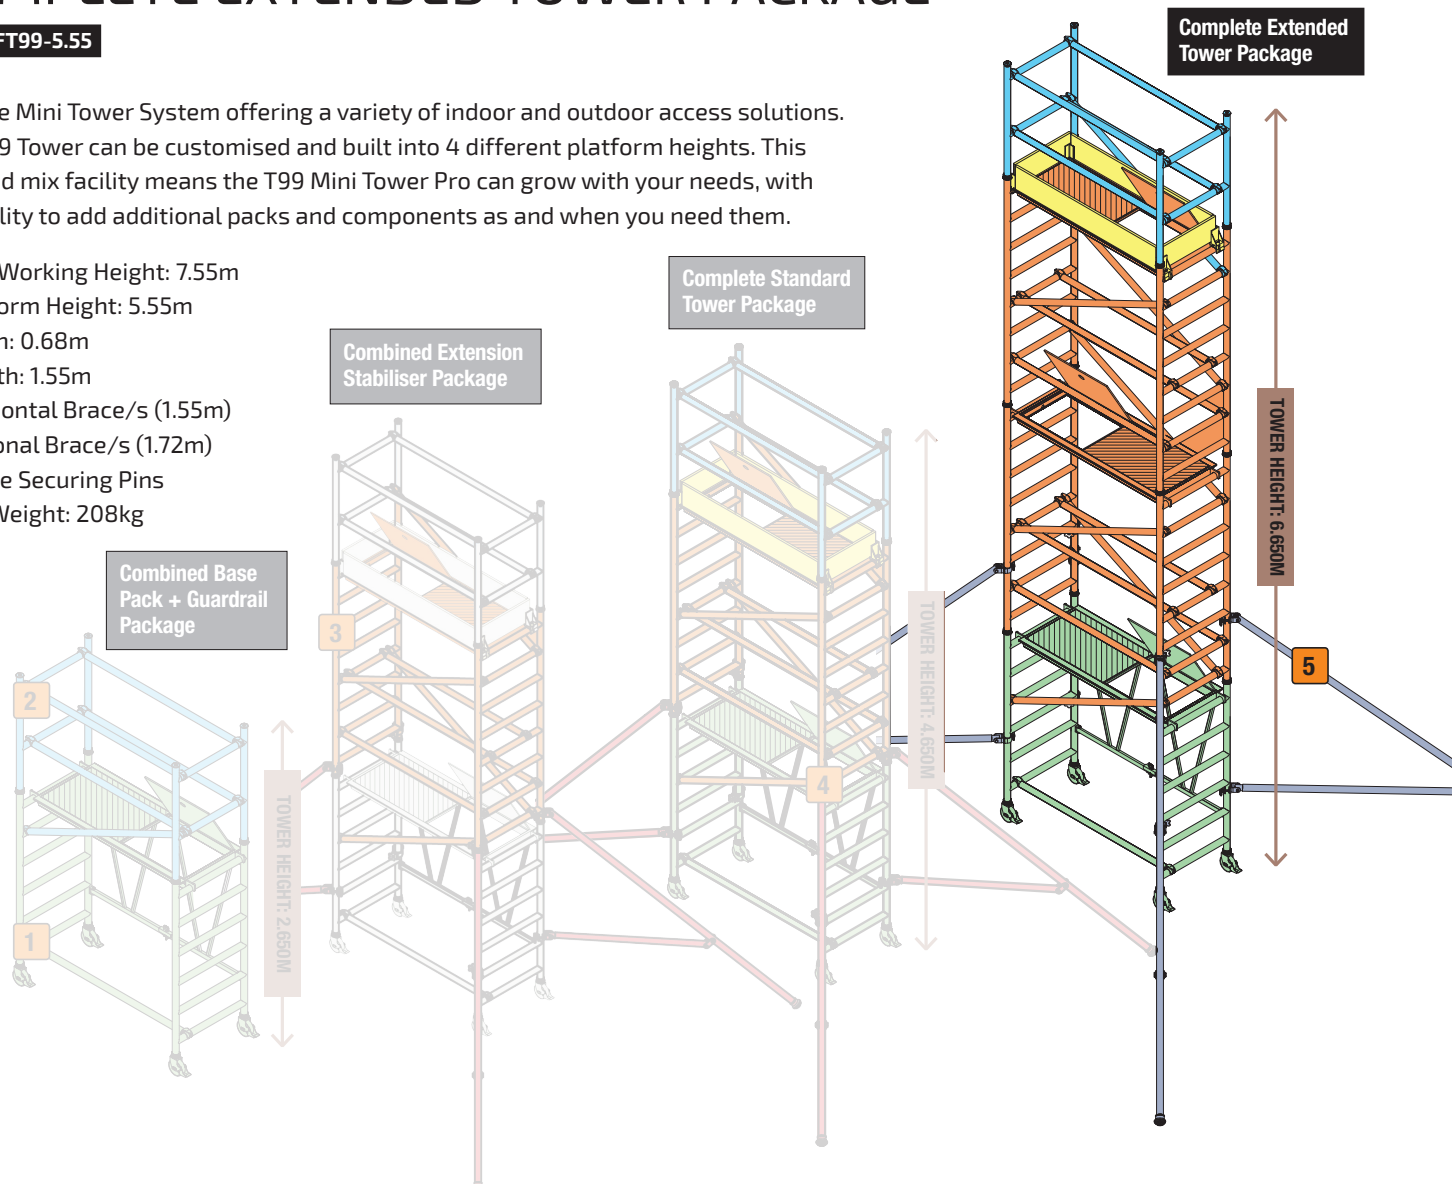 MPLETE EXTENDED TOWER PACKAGE
FT99-5.55
e Mini Tower System offering a variety of indoor and outdoor access solutions.
9 Tower can be customised and built into 4 different platform heights. This
d mix facility means the T99 Mini Tower Pro can grow with your needs, with
lity to add additional packs and components as and when you need them.
Working Height: 7.55m
orm Height: 5.55m
h: 0.68m
th: 1.55m
ontal Brace/s (1.55m)
onal Brace/s (1.72m)
e Securing Pins
Weight: 208kg
Combined Base
Pack + Guardrail
Package
2
1
TOWER HEIGHT: 2.650M
Combined Extension
Stabiliser Package
3
Complete Standard
Tower Package
4
TOWER HEIGHT: 4.650M
Complete Extended
Tower Package
TOWER HEIGHT: 6.650M
5